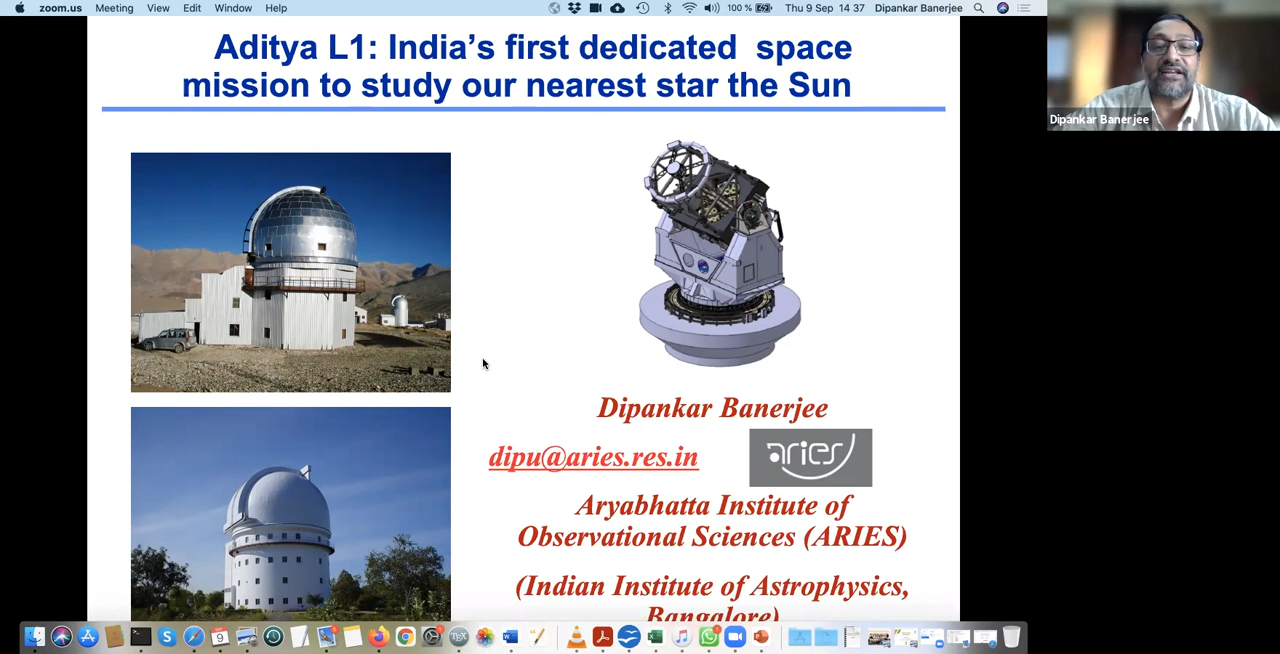 zoom.us Meeting View Edit Window Help 100 % Thu 9 Sep 14 37 Dipankar Banerjee
Aditya L1: India's first dedicated space
mission to study our nearest star the Sun
Dipankar Banerjee
Dipankar Banerjee
dipu@aries.res.in
aries
Aryabhatta Institute of
Observational Sciences (ARIES)
(Indian Institute of Astrophysics,
Bangalore)